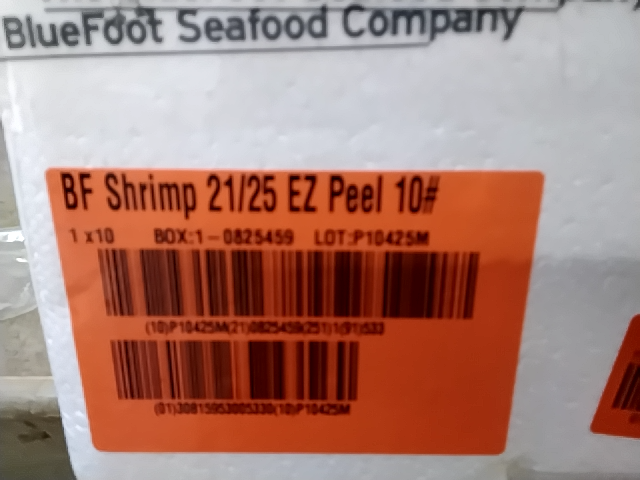 BlueFoot Seafood Company
BF Shrimp 21/25 EZ Peel 10#
1 x10 BOX:1-0825459 LOT:P10425M
(10)P10425M(21)0825459(251)1(91)533
(01)30815953005330(10)P10425M